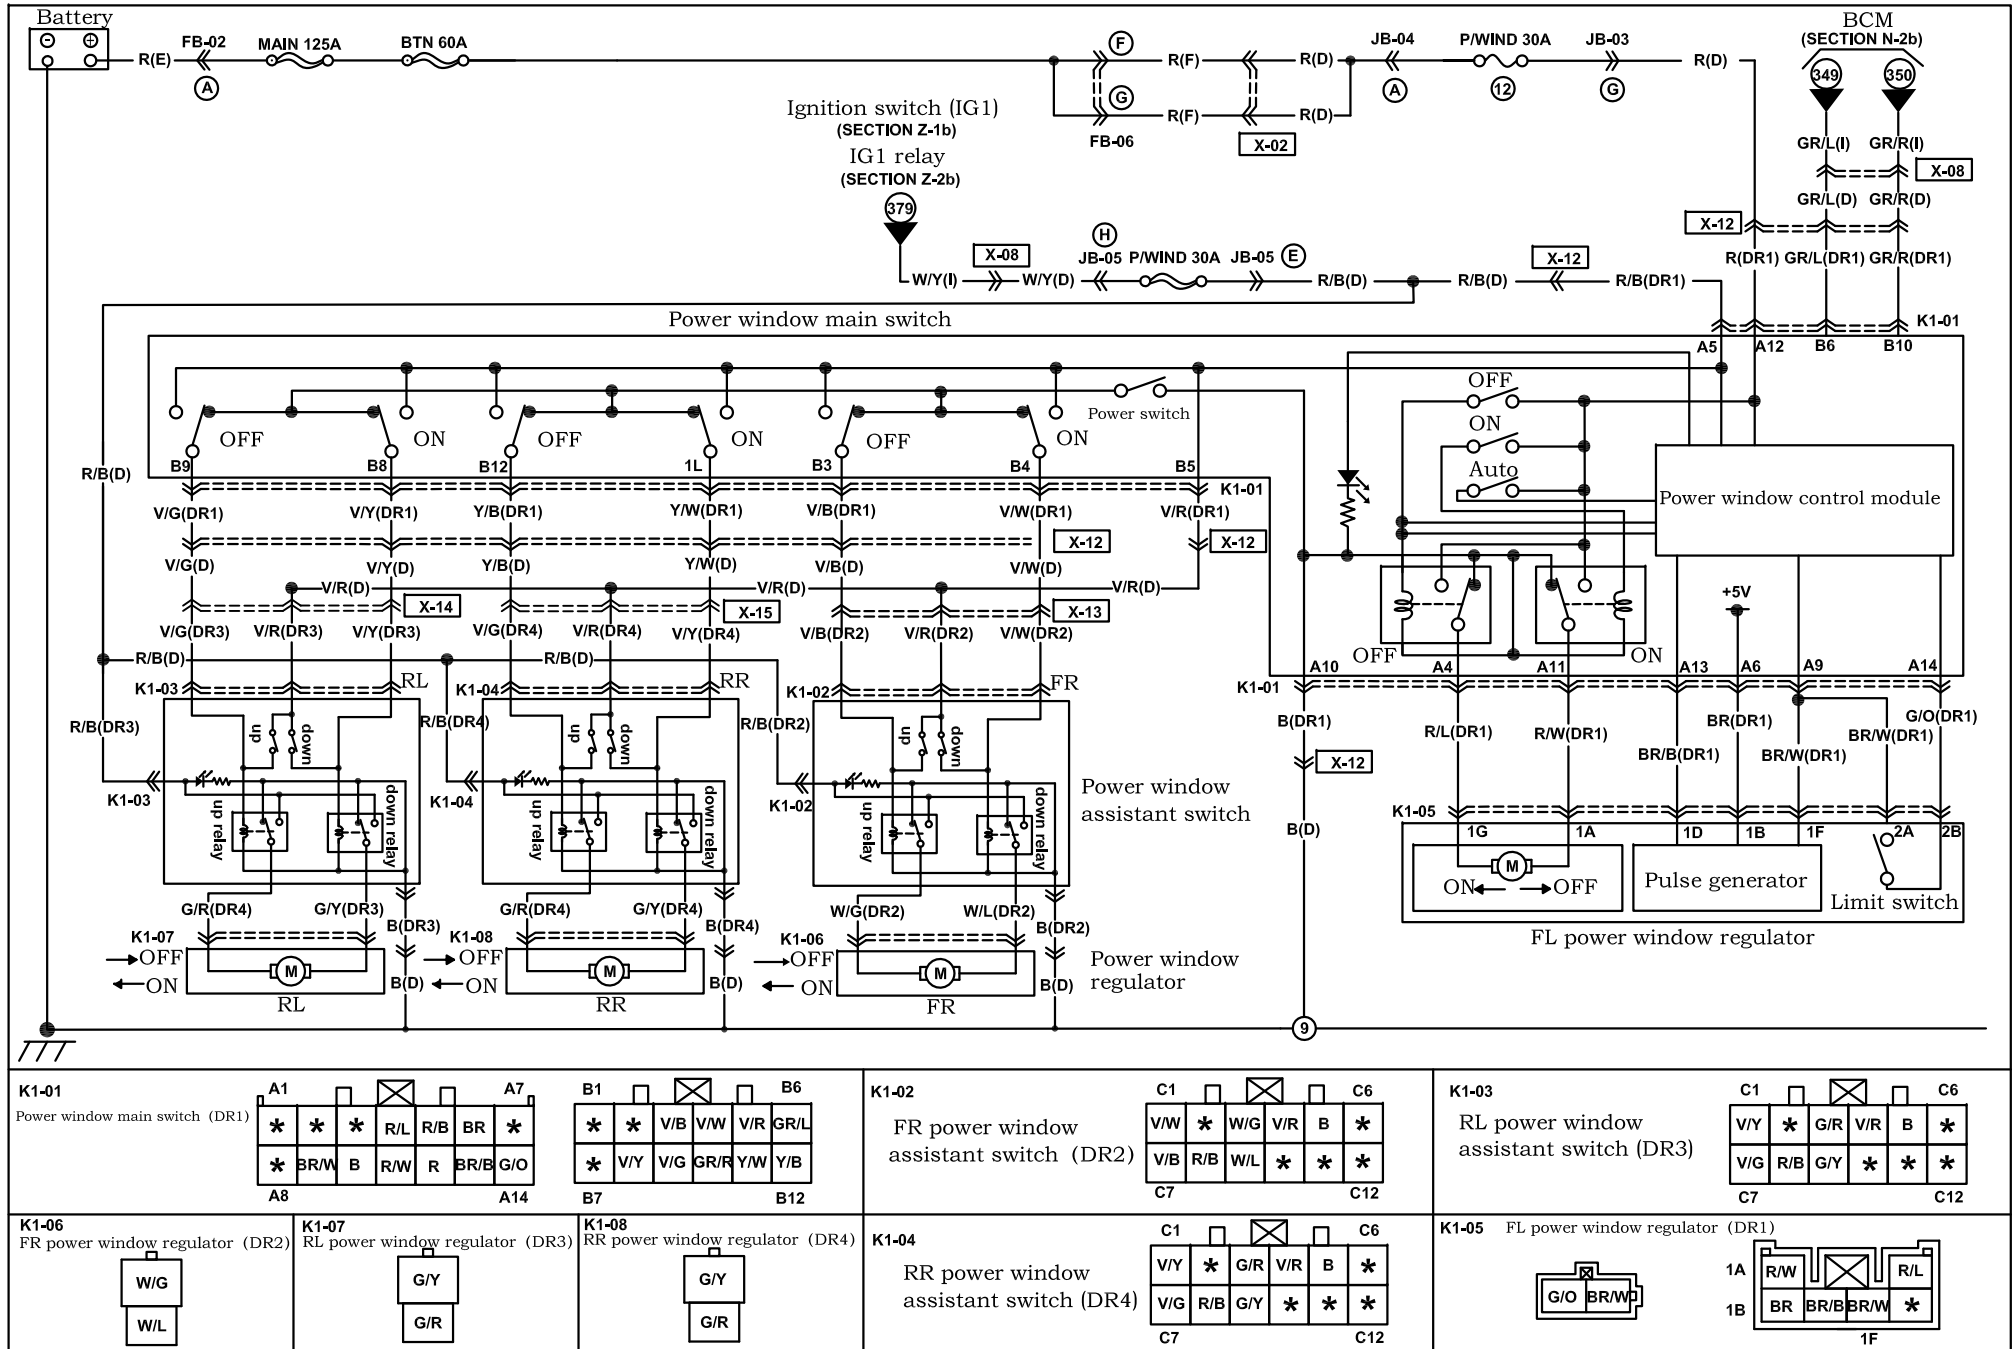 Battery
BCM
(SECTION N-2b)
FB-02 MAIN 125A BTN 60A F JB-04 P/WIND 30A JB-03
R(E) R(F) R(D) R(D)
A G A 12 G 349 350
R(F) R(D)
FB-06 X-02
Ignition switch (IG1)
(SECTION Z-1b)
IG1 relay
(SECTION Z-2b)
379
GR/L(I) GR/R(I)
X-08
GR/L(D) GR/R(D)
X-12
H
X-08 JB-05 P/WIND 30A JB-05 E X-12
R(DR1) GR/L(DR1) GR/R(DR1)
W/Y(I) W/Y(D) R/B(D) R/B(D) R/B(DR1)
Power window main switch
K1-01
A5 A12 B6 B10
OFF
Power switch
ON
OFF ON OFF ON OFF ON
Auto
R/B(D) B9 B8 B12 1L B3 B4 B5
K1-01
Power window control module
V/G(DR1) V/Y(DR1) Y/B(DR1) Y/W(DR1) V/B(DR1) V/W(DR1) V/R(DR1)
X-12 X-12
V/G(D) V/Y(D) Y/B(D) Y/W(D) V/B(D) V/W(D)
V/R(D) V/R(D) V/R(D)
+5V
X-14 X-15 X-13
V/G(DR3) V/R(DR3) V/Y(DR3) V/G(DR4) V/R(DR4) V/Y(DR4) V/B(DR2) V/R(DR2) V/W(DR2)
OFF ON
R/B(D) R/B(D)
A10 A4 A11 A13 A6 A9 A14
K1-03 RL K1-04 RR K1-02 FR K1-01
R/B(DR3) R/B(DR4) R/B(DR2)
up down up down up down
B(DR1) R/L(DR1) R/W(DR1) BR/B(DR1) BR(DR1) BR/W(DR1) BR/W(DR1) G/O(DR1)
X-12
K1-03 K1-04 K1-02
Power window
assistant switch
up relay down relay up relay down relay up relay down relay
K1-05
B(D) 1G 1A 1D 1B 1F 2A 2B
M
ON OFF
Pulse generator
Limit switch
G/R(DR4) G/Y(DR3) G/R(DR4) G/Y(DR4) W/G(DR2) W/L(DR2)
B(DR3) B(DR4) B(DR2)
FL power window regulator
K1-07 K1-08 K1-06
OFF OFF OFF
M M M
Power window
regulator
ON ON ON
B(D) B(D) B(D)
RL RR FR
9
K1-01
Power window main switch (DR1)
A1 A7
* * * R/L R/B BR *
* BR/W B R/W R BR/B G/O
A8 A14
B1 B6
* * V/B V/W V/R GR/L
* V/Y V/G GR/R Y/W Y/B
B7 B12
K1-02
FR power window
assistant switch (DR2)
C1 C6
V/W * W/G V/R B *
V/B R/B W/L * * *
C7 C12
K1-03
RL power window
assistant switch (DR3)
C1 C6
V/Y * G/R V/R B *
V/G R/B G/Y * * *
C7 C12
K1-06
FR power window regulator (DR2)
W/G
W/L
K1-07
RL power window regulator (DR3)
G/Y
G/R
K1-08
RR power window regulator (DR4)
G/Y
G/R
K1-04
RR power window
assistant switch (DR4)
C1 C6
V/Y * G/R V/R B *
V/G R/B G/Y * * *
C7 C12
K1-05 FL power window regulator (DR1)
G/O BR/W
1A R/W R/L
1B BR BR/B BR/W *
1F